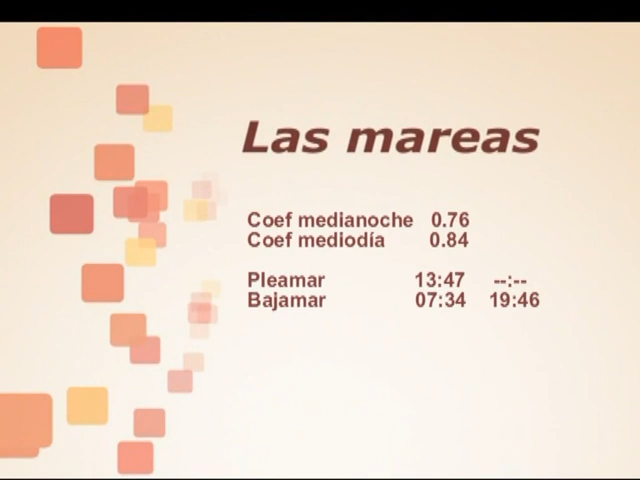 Las mareas
Coef medianoche 0.76
Coef mediodía 0.84
Pleamar 13:47 --:--
Bajamar 07:34 19:46